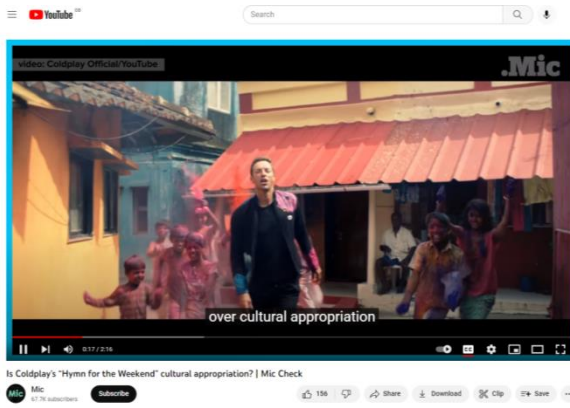 YouTube
Search
video: Coldplay Official/YouTube
.Mic
over cultural appropriation
0:17 / 2:16
CC
Is Coldplay's "Hymn for the Weekend" cultural appropriation? | Mic Check
Mic
Mic
67.7K subscribers
Subscribe
156
Share
Download
Clip
Save